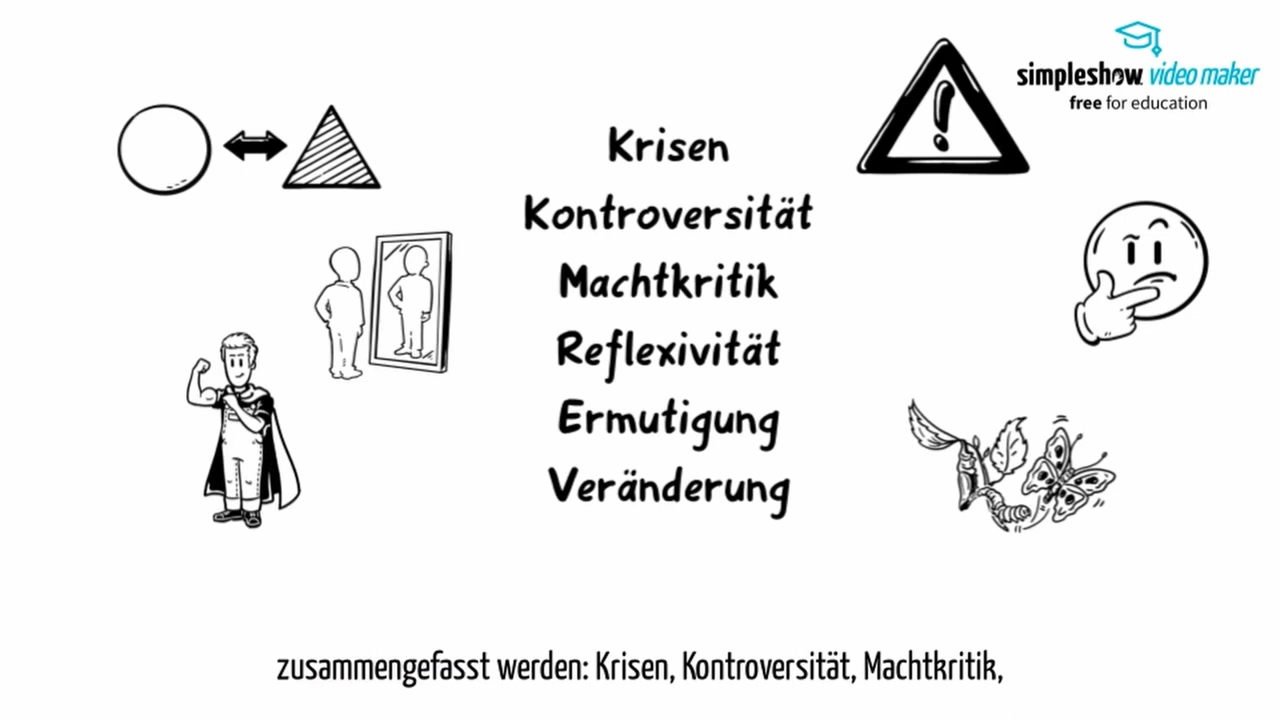 simpleshow video maker
free for education
Krisen
Kontroversität
Machtkritik
Reflexivität
Ermutigung
Veränderung
zusammengefasst werden: Krisen, Kontroversität, Machtkritik,